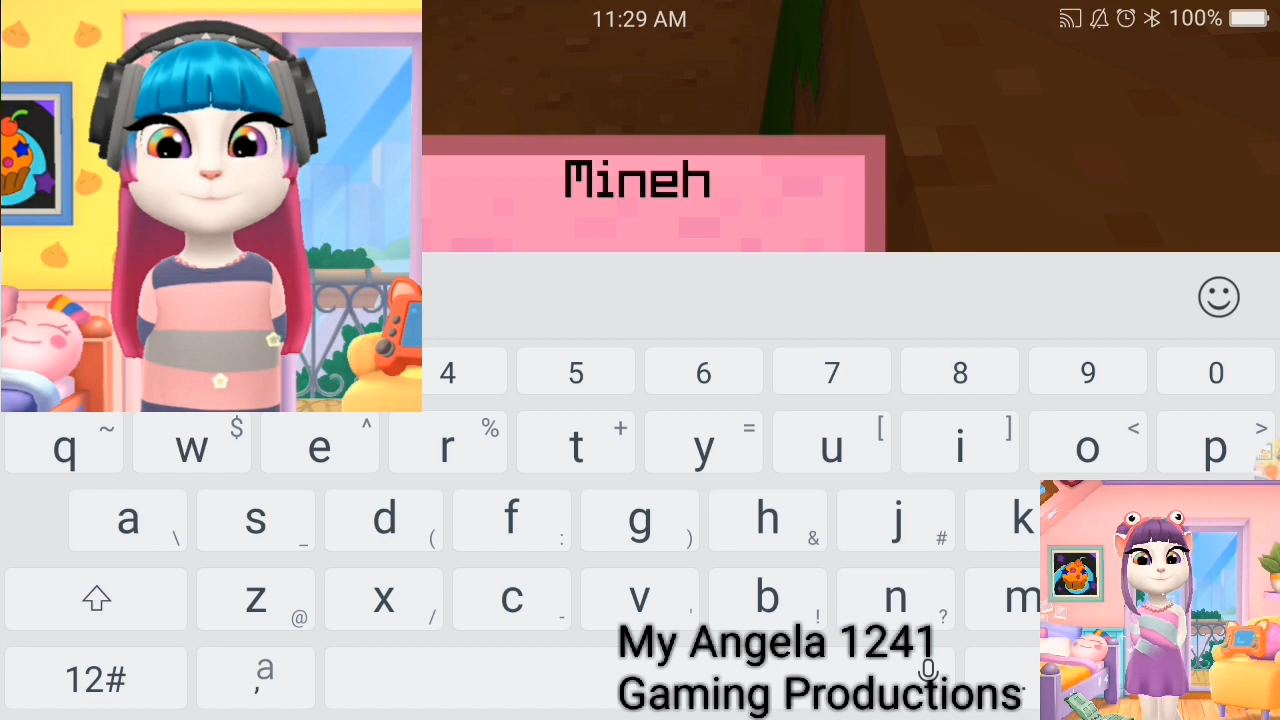 11:29 AM
100%
Mineh
4 5 6 7 8 9 0
q ~ w $ e ^ r % t + y = u [ i ] o < p >
a \ s _ d ( f : g ) h & j # k
z @ x / c - v ' b ! n ? m
My Angela 1241
12# , a
Gaming Productions